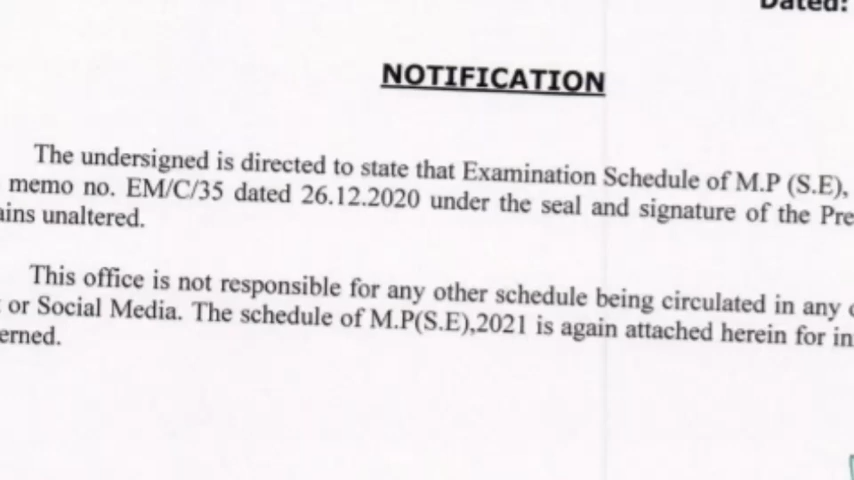 Dated:
NOTIFICATION
The undersigned is directed to state that Examination Schedule of M.P (S.E),
memo no. EM/C/35 dated 26.12.2020 under the seal and signature of the Pre
ains unaltered.
This office is not responsible for any other schedule being circulated in any
or Social Media. The schedule of M.P(S.E),2021 is again attached herein for in
erned.